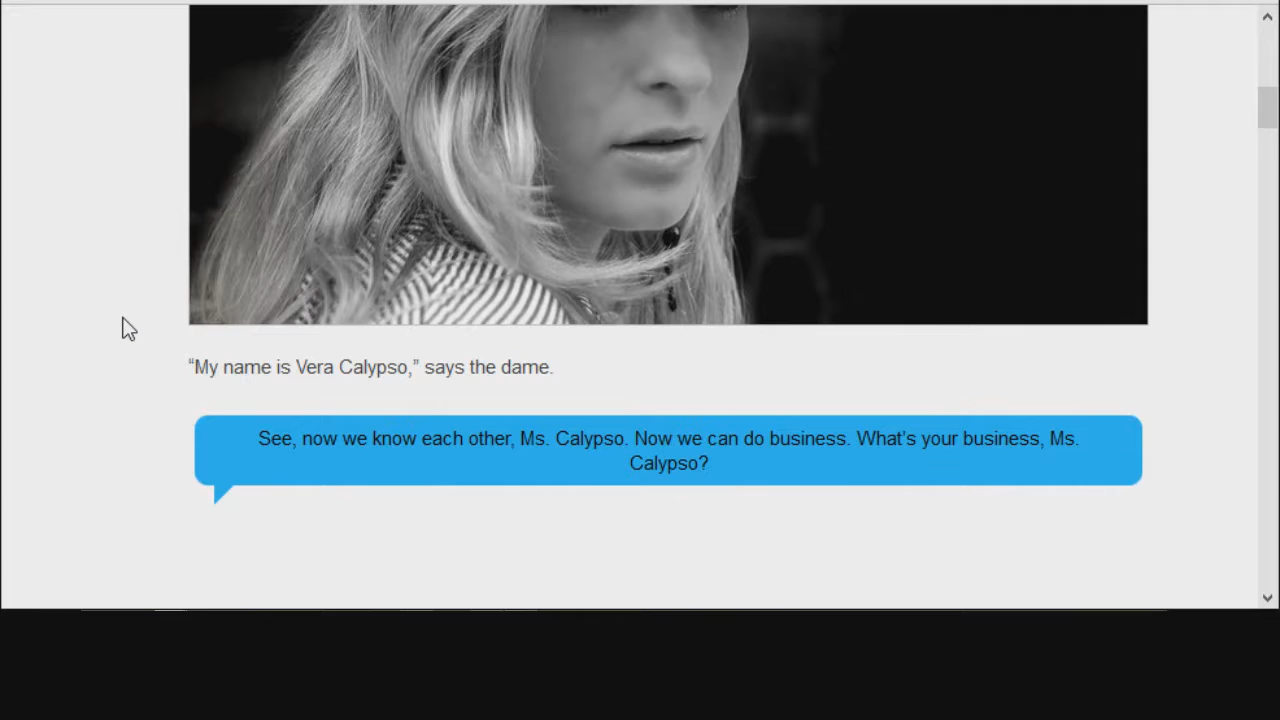 “My name is Vera Calypso,” says the dame.
See, now we know each other, Ms. Calypso. Now we can do business. What’s your business, Ms.
Calypso?